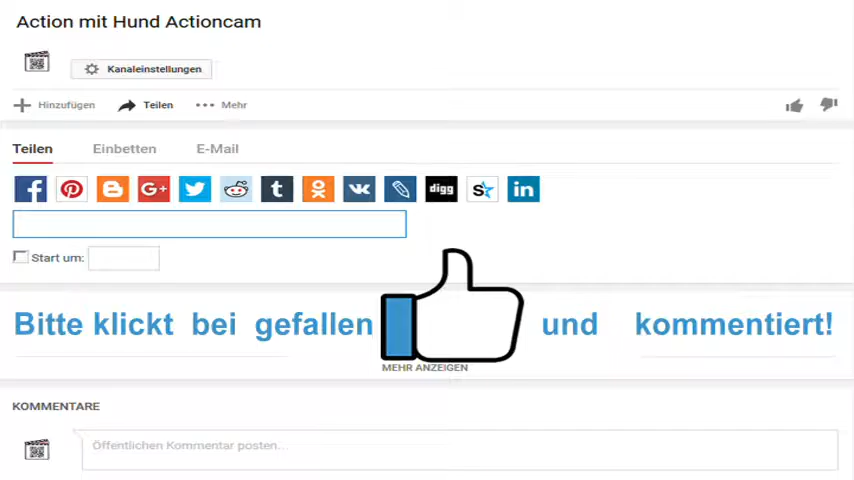 Action mit Hund Actioncam
Kanaleinstellungen
Hinzufügen Teilen Mehr
Teilen Einbetten E-Mail
G+ t digg in
Start um:
Bitte klickt bei gefallen und kommentiert!
MEHR ANZEIGEN
KOMMENTARE
Öffentlichen Kommentar posten...